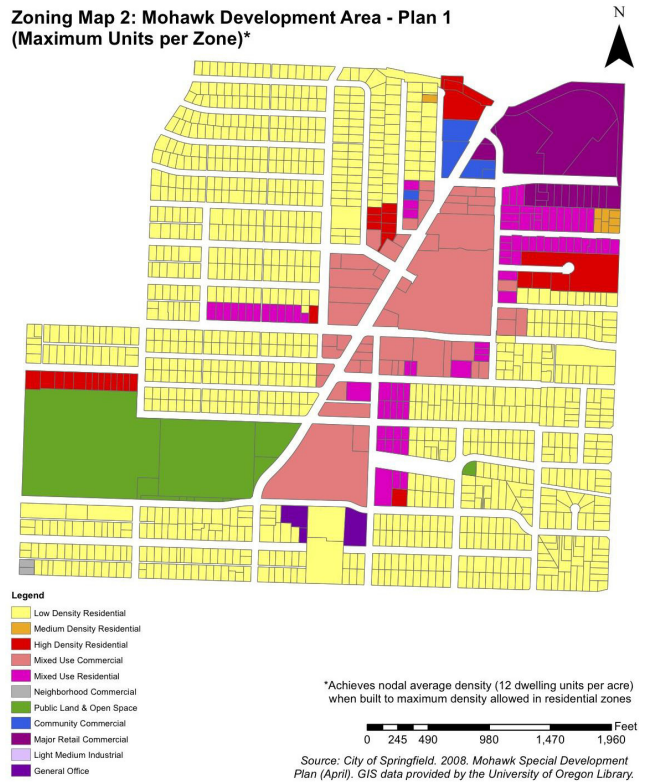 Zoning Map 2: Mohawk Development Area - Plan 1
(Maximum Units per Zone)*
N
Legend
Low Density Residential
Medium Density Residential
High Density Residential
Mixed Use Commercial
Mixed Use Residential
Neighborhood Commercial
Public Land & Open Space
Community Commercial
Major Retail Commercial
Light Medium Industrial
General Office
*Achieves nodal average density (12 dwelling units per acre)
when built to maximum density allowed in residential zones
Feet
0 245 490 980 1,470 1,960
Source: City of Springfield. 2008. Mohawk Special Development
Plan (April). GIS data provided by the University of Oregon Library.